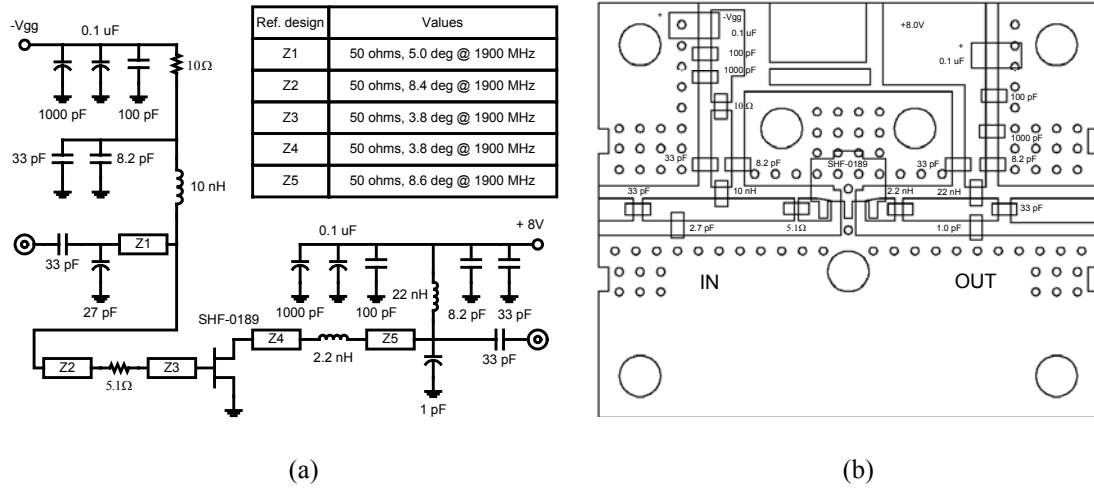 -Vgg
0.1 uF
10Ω
1000 pF
100 pF
33 pF
8.2 pF
10 nH
Z1
33 pF
27 pF
Z2
5.1Ω
Z3
SHF-0189
Z4
2.2 nH
Z5
0.1 uF
+ 8V
1000 pF
100 pF
22 nH
8.2 pF
33 pF
33 pF
1 pF
Ref. design Values
Z1 50 ohms, 5.0 deg @ 1900 MHz
Z2 50 ohms, 8.4 deg @ 1900 MHz
Z3 50 ohms, 3.8 deg @ 1900 MHz
Z4 50 ohms, 3.8 deg @ 1900 MHz
Z5 50 ohms, 8.6 deg @ 1900 MHz
(a)
+ -Vgg
0.1 uF
100 pF
1000 pF
10 Ω
+8.0V
+
0.1 uF
100 pF
1000 pF
33 pF
8.2 pF
SHF-0189
33 pF
8.2 pF
10 nH
2.2 nH
22 nH
33 pF
33 pF
2.7 pF
5.1Ω
1.0 pF
IN
OUT
(b)